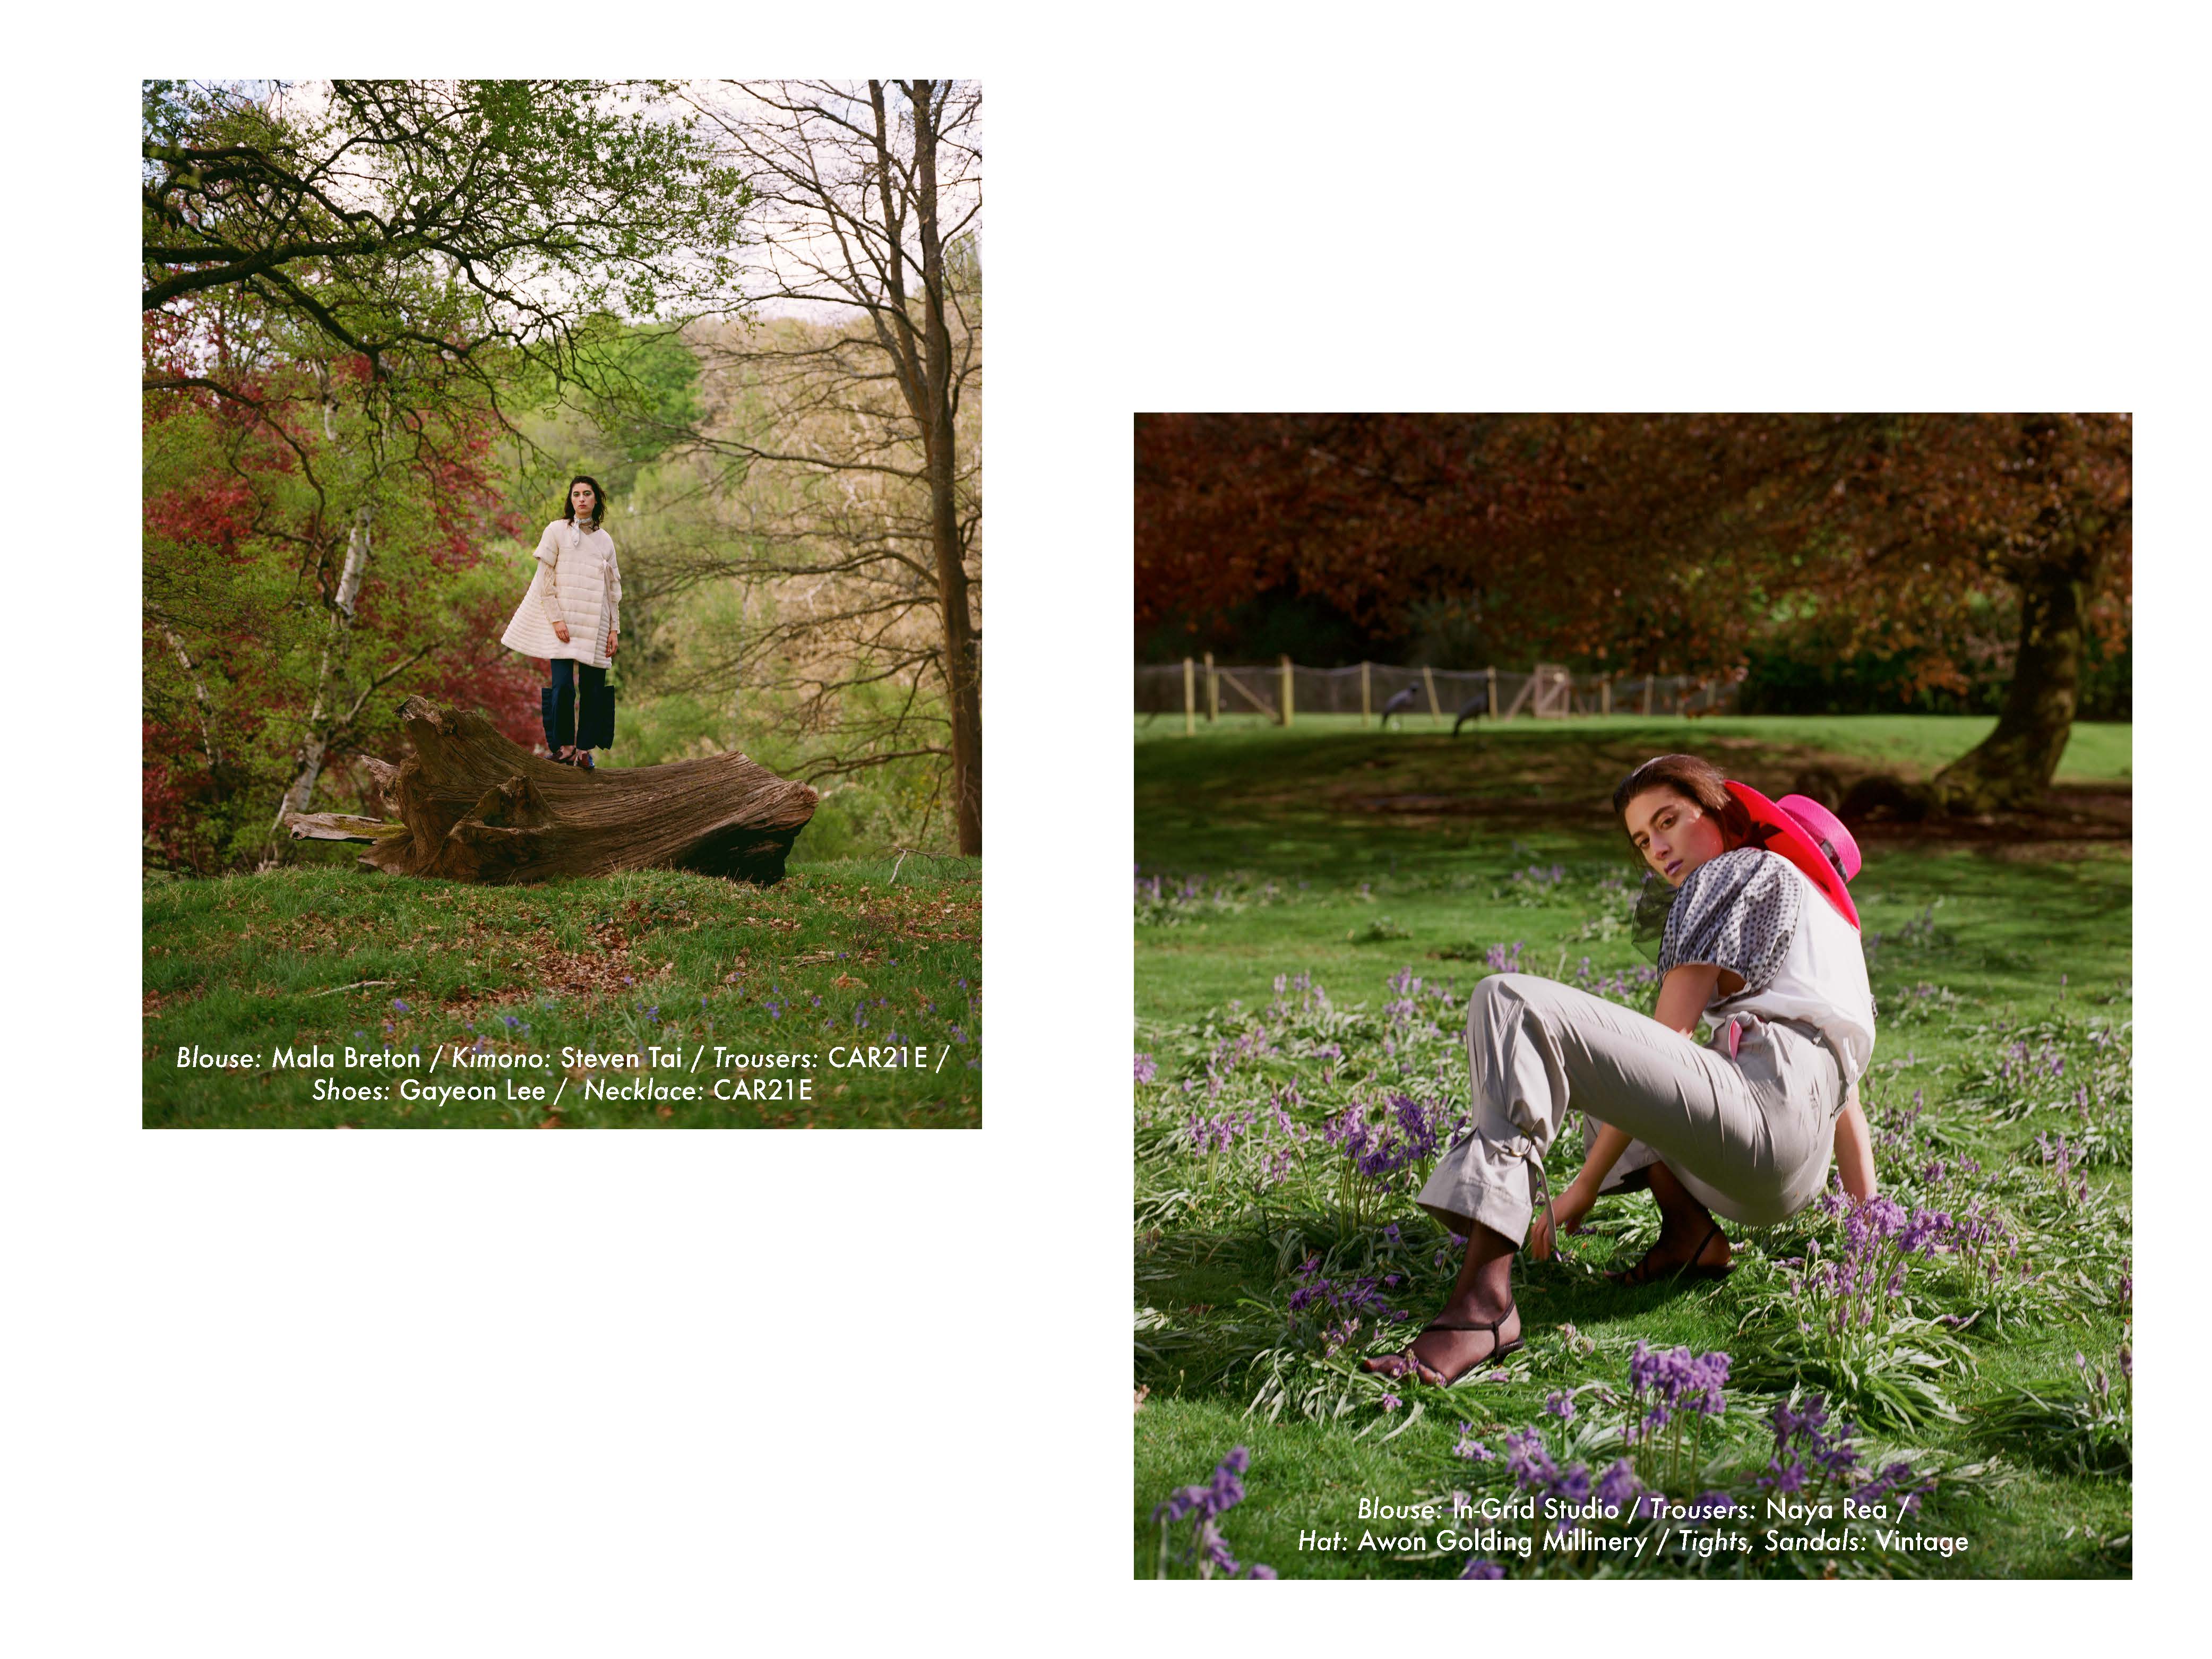 Blouse: Mala Breton / Kimono: Steven Tai / Trousers: CAR21E /
Shoes: Gayeon Lee / Necklace: CAR21E
Blouse: In-Grid Studio / Trousers: Naya Rea /
Hat: Awon Golding Millinery / Tights, Sandals: Vintage